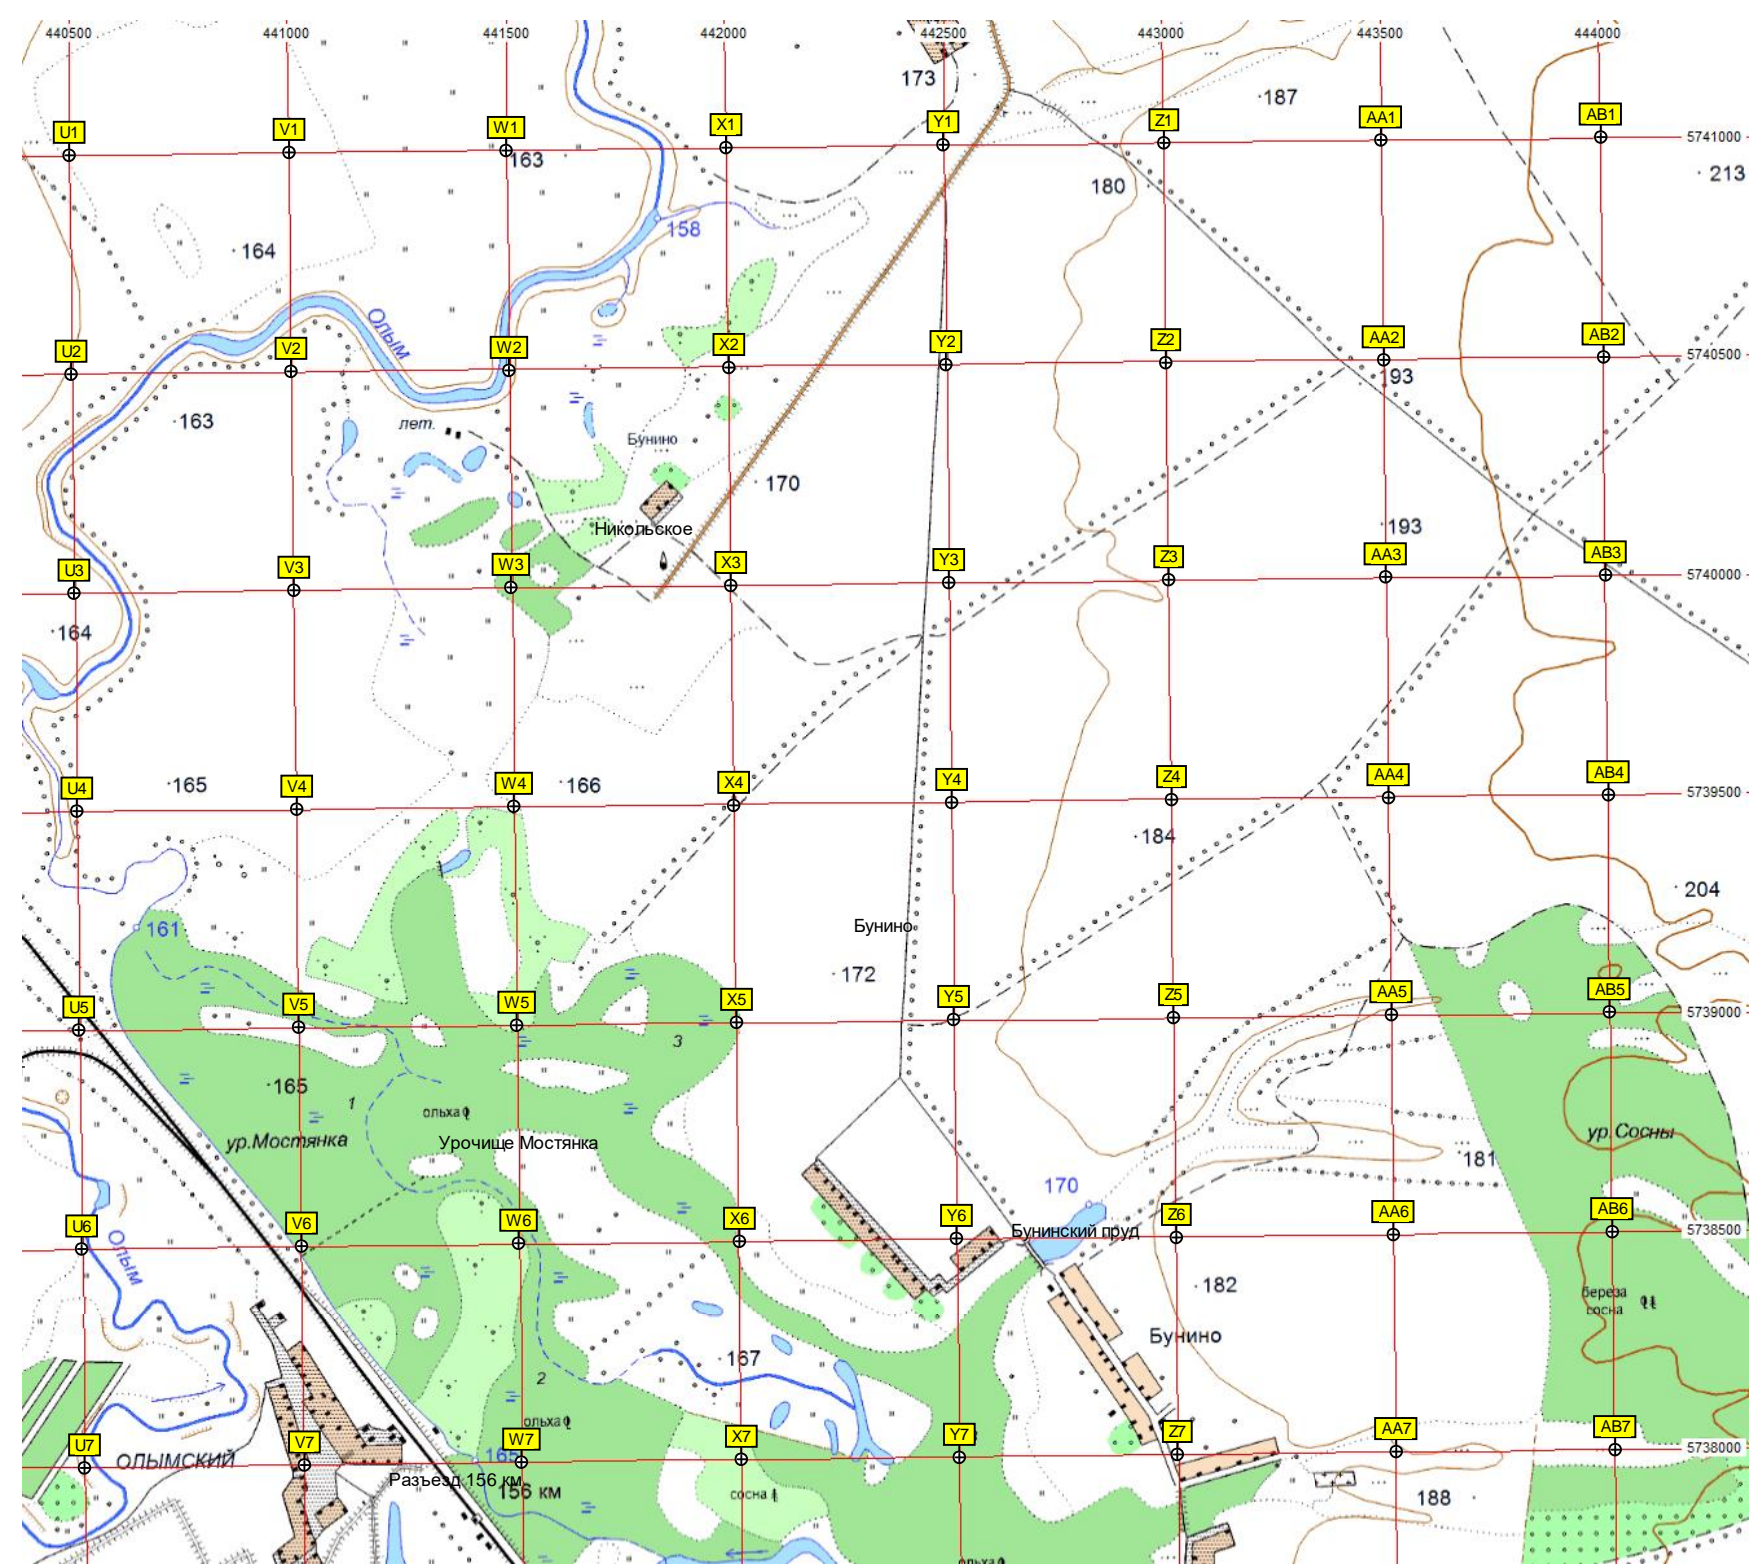 440500 441000 441500 442000 442500 443000 443500 444000
173
187
U1 V1 W1 X1 Y1 Z1 AA1 AB1
5741000
163
180
213
158
164
Олым
U2 V2 W2 X2 Y2 Z2 AA2 AB2
5740500
93
163
лет.
Бунино
170
193
Никольское
U3 V3 W3 X3 Y3 Z3 AA3 AB3
5740000
164
165
166
U4 V4 W4 X4 Y4 Z4 AA4 AB4
5739500
184
204
161
Бунино
172
U5 V5 W5 X5 Y5 Z5 AA5 AB5
5739000
3
165
1
ольха
ур.Мостянка
Урочище Мостянка
ур.Сосны
181
170
U6 V6 W6 X6 Y6 Z6 AA6 AB6
5738500
Бунинский пруд
Олым
182
береза
сосна
Бунино
167
2
ольха
U7 V7 W7 X7 Y7 Z7 AA7 AB7
5738000
165
ОЛЫМСКИЙ
Разъезд 156 км
156 км
сосна
188
ольха